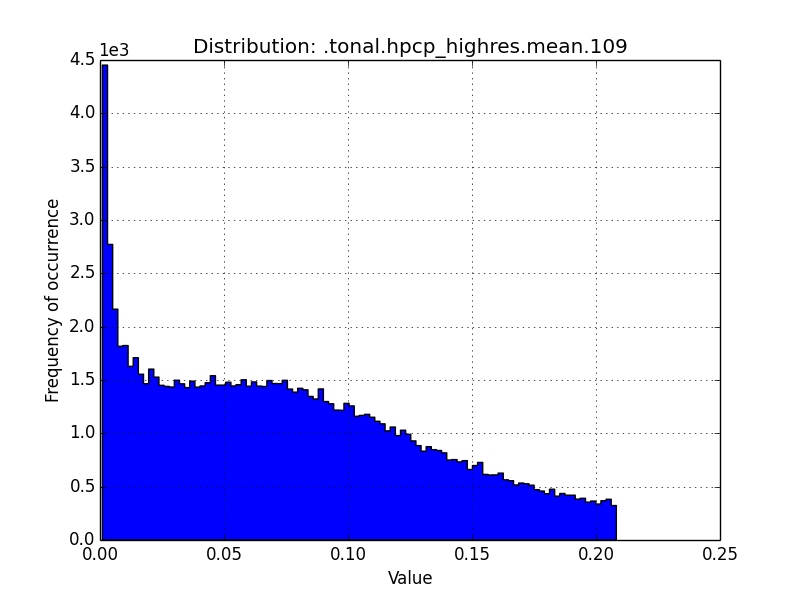 Distribution: .tonal.hpcp_highres.mean.109
1e3
4.5
4.0
3.5
3.0
2.5
2.0
1.5
1.0
0.5
0.0
Frequency of occurrence
0.00 0.05 0.10 0.15 0.20 0.25
Value